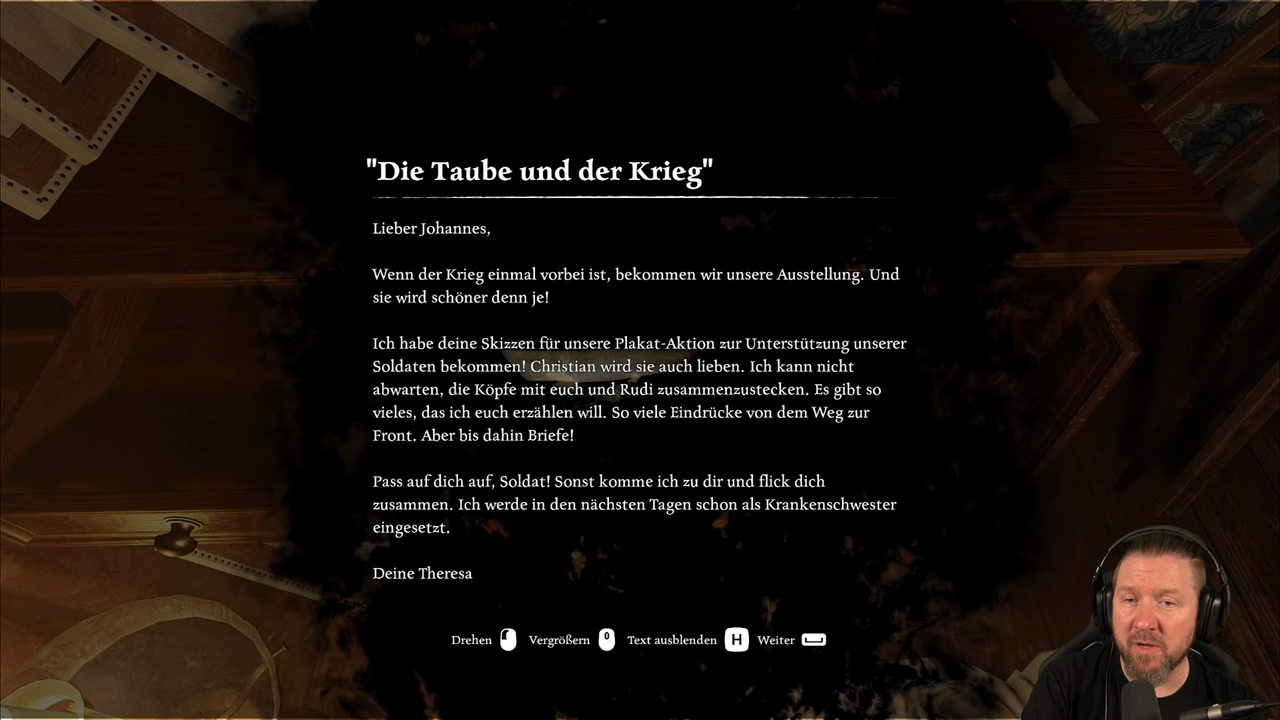 "Die Taube und der Krieg"
Lieber Johannes,
Wenn der Krieg einmal vorbei ist, bekommen wir unsere Ausstellung. Und
sie wird schöner denn je!
Ich habe deine Skizzen für unsere Plakat-Aktion zur Unterstützung unserer
Soldaten bekommen! Christian wird sie auch lieben. Ich kann nicht
abwarten, die Köpfe mit euch und Rudi zusammenzustecken. Es gibt so
vieles, das ich euch erzählen will. So viele Eindrücke von dem Weg zur
Front. Aber bis dahin Briefe!
Pass auf dich auf, Soldat! Sonst komme ich zu dir und flick dich
zusammen. Ich werde in den nächsten Tagen schon als Krankenschwester
eingesetzt.
Deine Theresa
Drehen Vergrößern Text ausblenden H Weiter